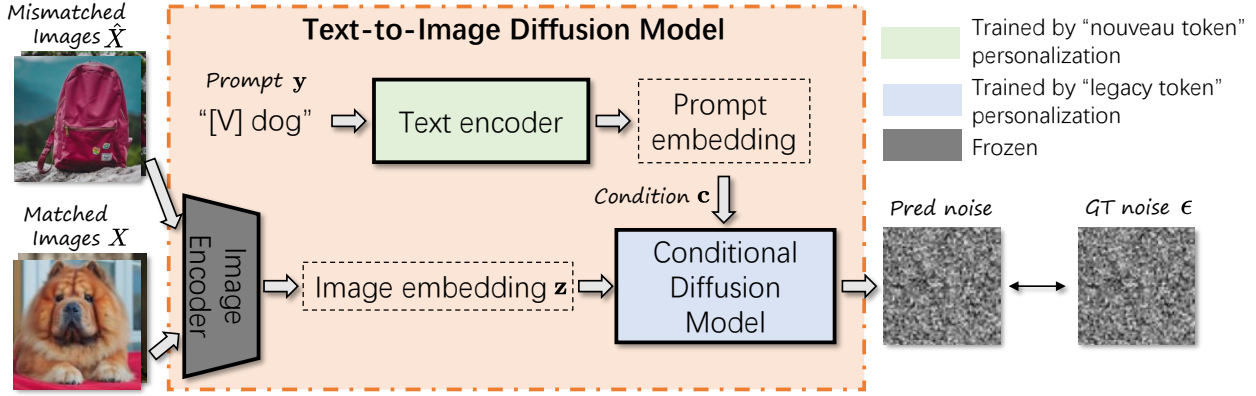 Mismatched
Images X̂
Text-to-Image Diffusion Model
Prompt y
“[V] dog”
Text encoder
Prompt
embedding
Condition c
Matched
Images X
Image
Encoder
Image embedding z
Conditional
Diffusion
Model
Trained by “nouveau token”
personalization
Trained by “legacy token”
personalization
Frozen
Pred noise
GT noise ϵ